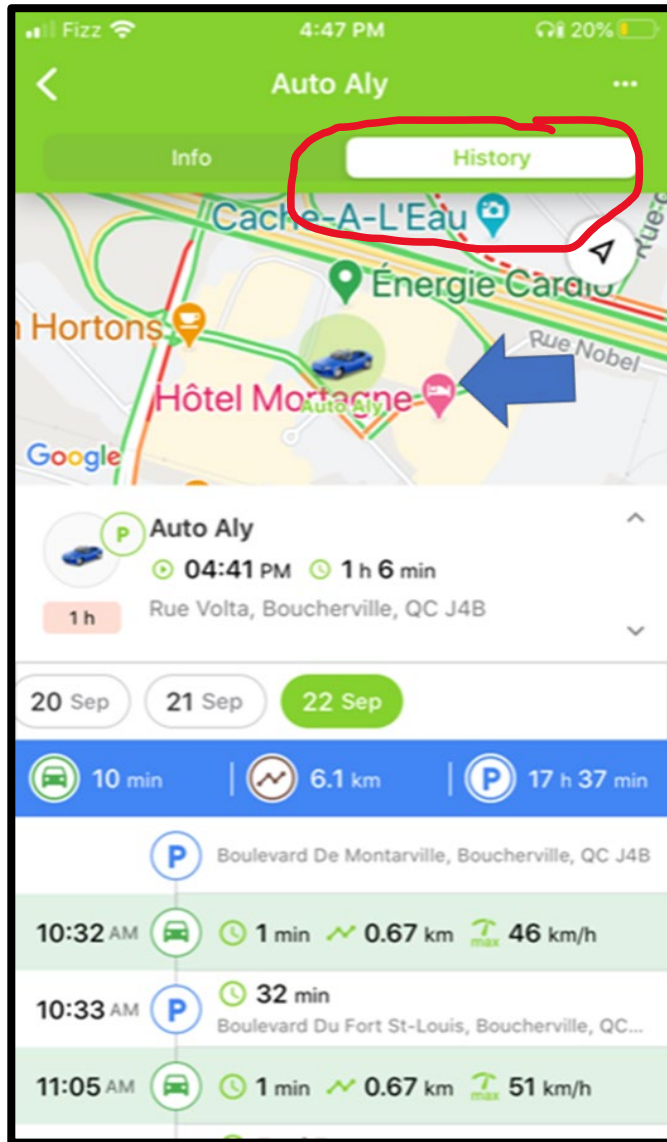 Fizz 4:47 PM 20%
Auto Aly
Info History
Cache-A-L'Eau
Énergie Cardio
Hortons
Rue Nobel
Hôtel Mortagne
Auto Aly
Google
P Auto Aly
04:41 PM 1 h 6 min
1 h Rue Volta, Boucherville, QC J4B
20 Sep 21 Sep 22 Sep
10 min 6.1 km P 17 h 37 min
P Boulevard De Montarville, Boucherville, QC J4B
10:32 AM 1 min 0.67 km max 46 km/h
32 min
10:33 AM P
Boulevard Du Fort St-Louis, Boucherville, QC...
11:05 AM 1 min 0.67 km max 51 km/h